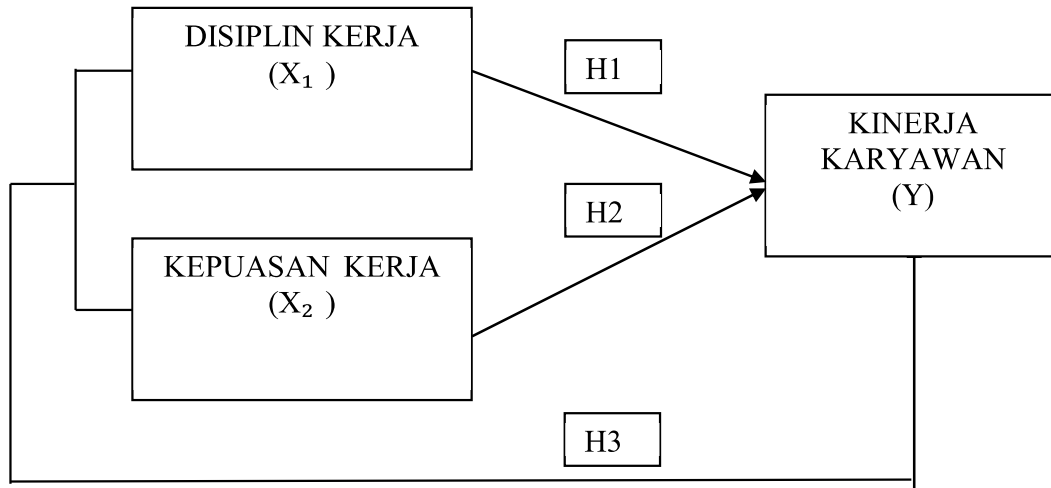 DISIPLIN KERJA
(X₁ )
H1
KINERJA
KARYAWAN
(Y)
H2
KEPUASAN KERJA
(X₂ )
H3